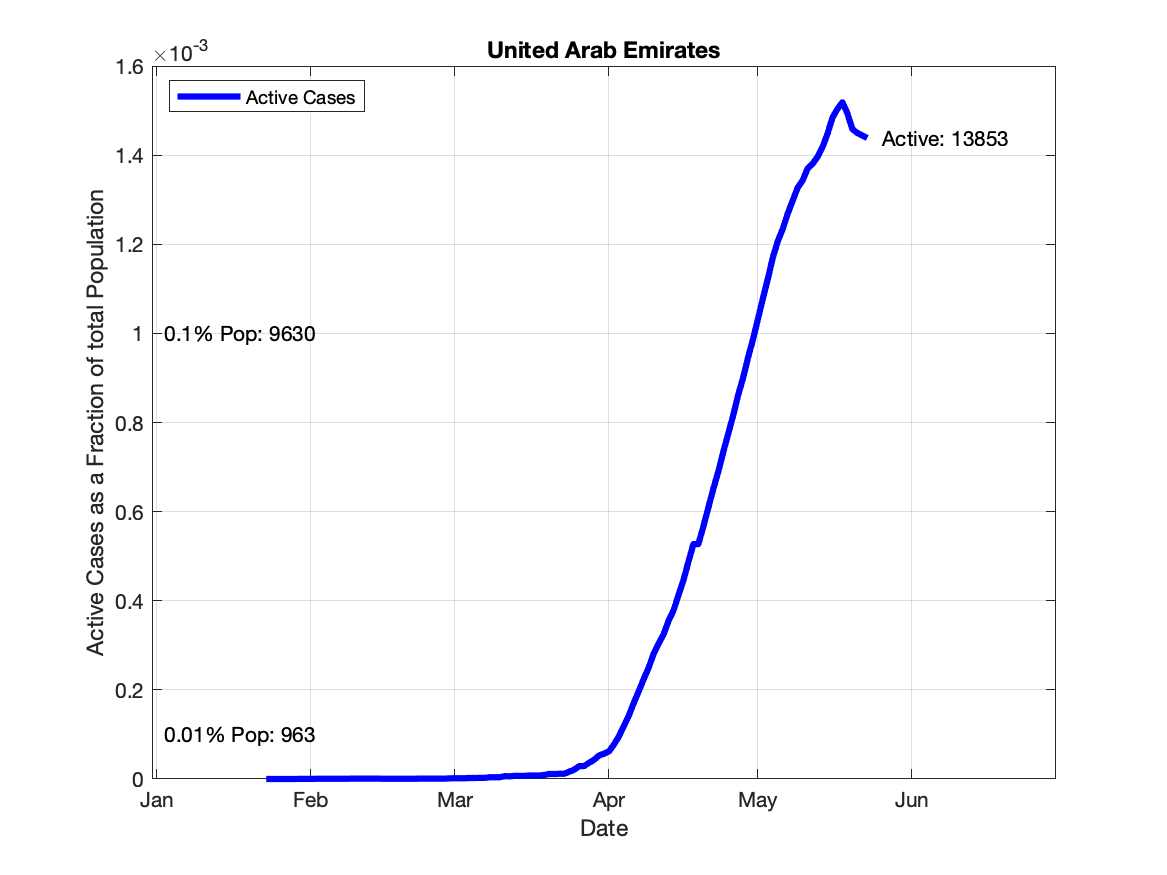 United Arab Emirates
×10-3
1.6
1.4
1.2
1
0.8
0.6
0.4
0.2
0
Active Cases as a Fraction of total Population
Active Cases
Active: 13853
0.1% Pop: 9630
0.01% Pop: 963
Jan Feb Mar Apr May Jun
Date